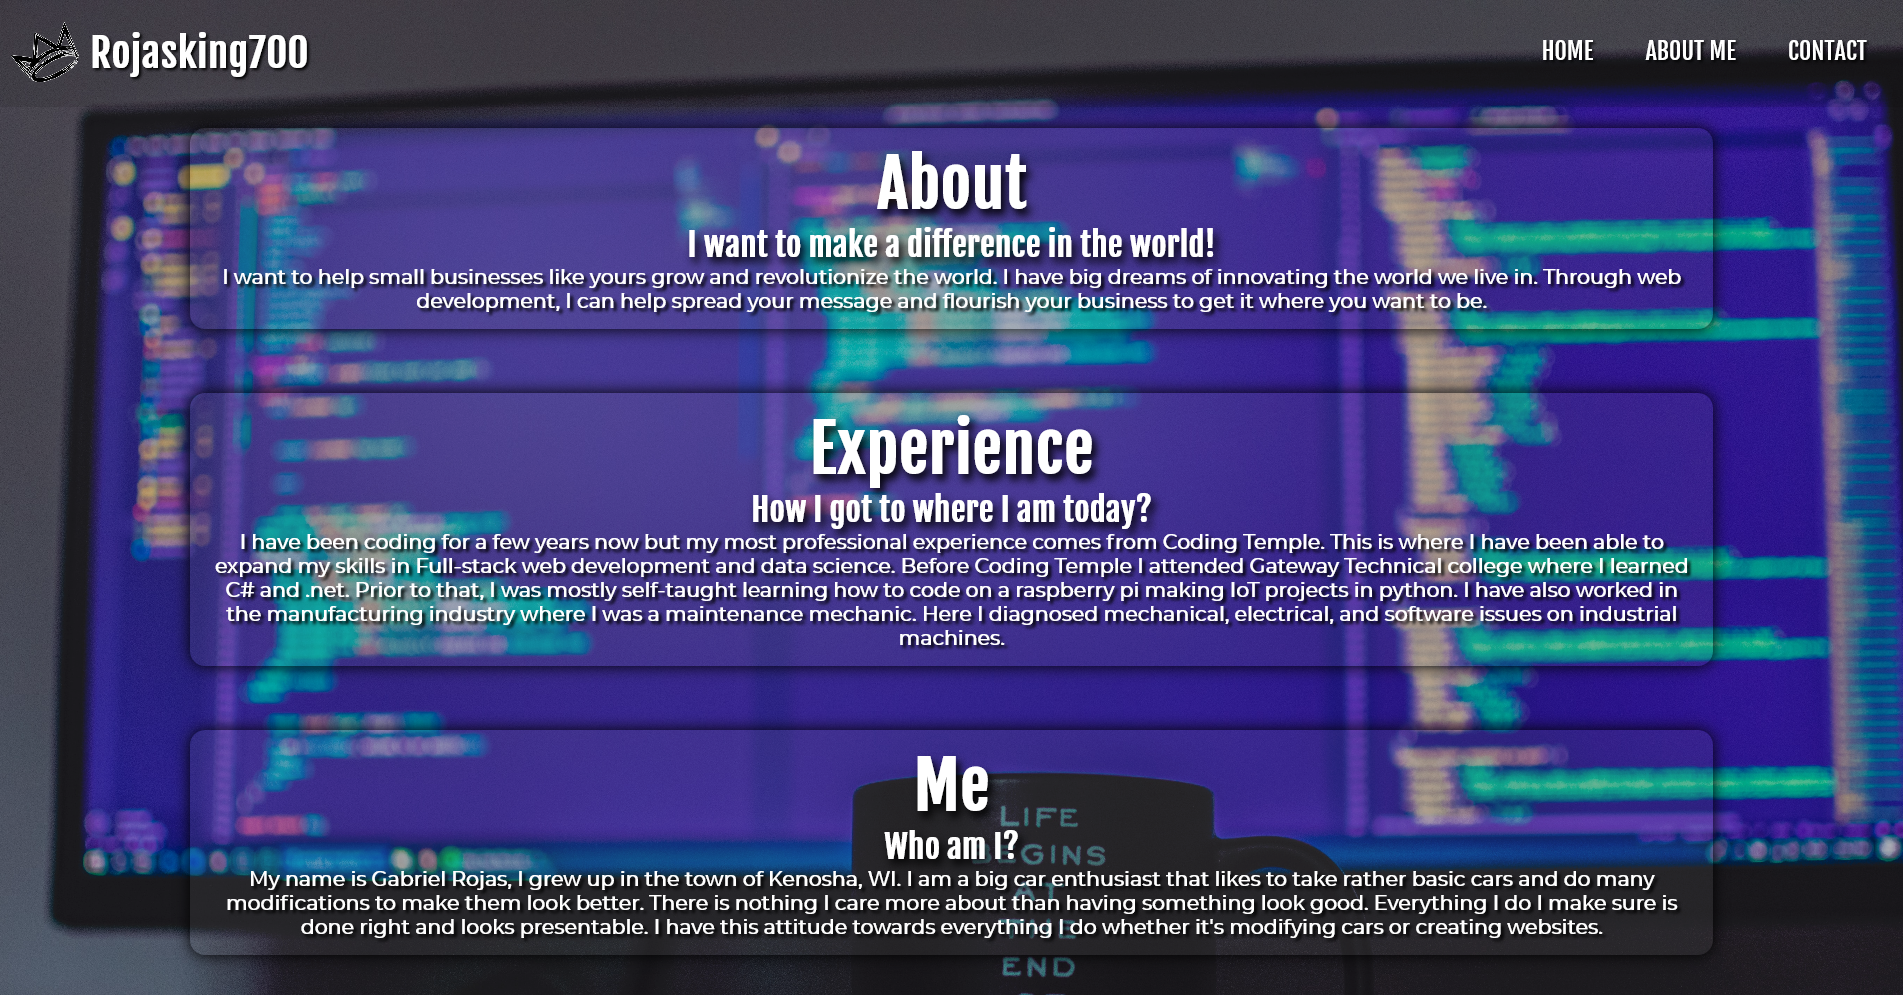 Rojasking700
HOME ABOUT ME CONTACT
About
I want to make a difference in the world!
I want to help small businesses like yours grow and revolutionize the world. I have big dreams of innovating the world we live in. Through web
development, I can help spread your message and flourish your business to get it where you want to be.
Experience
How I got to where I am today?
I have been coding for a few years now but my most professional experience comes from Coding Temple. This is where I have been able to
expand my skills in Full-stack web development and data science. Before Coding Temple I attended Gateway Technical college where I learned
C# and .net. Prior to that, I was mostly self-taught learning how to code on a raspberry pi making IoT projects in python. I have also worked in
the manufacturing industry where I was a maintenance mechanic. Here I diagnosed mechanical, electrical, and software issues on industrial
machines.
Me
Who am I?
My name is Gabriel Rojas, I grew up in the town of Kenosha, WI. I am a big car enthusiast that likes to take rather basic cars and do many
modifications to make them look better. There is nothing I care more about than having something look good. Everything I do I make sure is
done right and looks presentable. I have this attitude towards everything I do whether it's modifying cars or creating websites.
LIFE
BEGINS
AT
THE
END